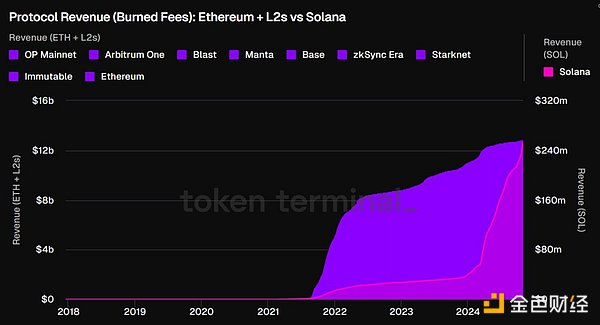 Protocol Revenue (Burned Fees): Ethereum + L2s vs Solana
Revenue (ETH + L2s)
OP Mainnet Arbitrum One Blast Manta Base zkSync Era Starknet
Immutable Ethereum
Revenue
(SOL)
Solana
$16b
$12b
$8b
$4b
$0
Revenue (ETH + L2s)
token terminal_
$320m
$240m
$160m
$80m
Revenue (SOL)
2018 2019 2020 2021 2022 2023 2024
金色财经